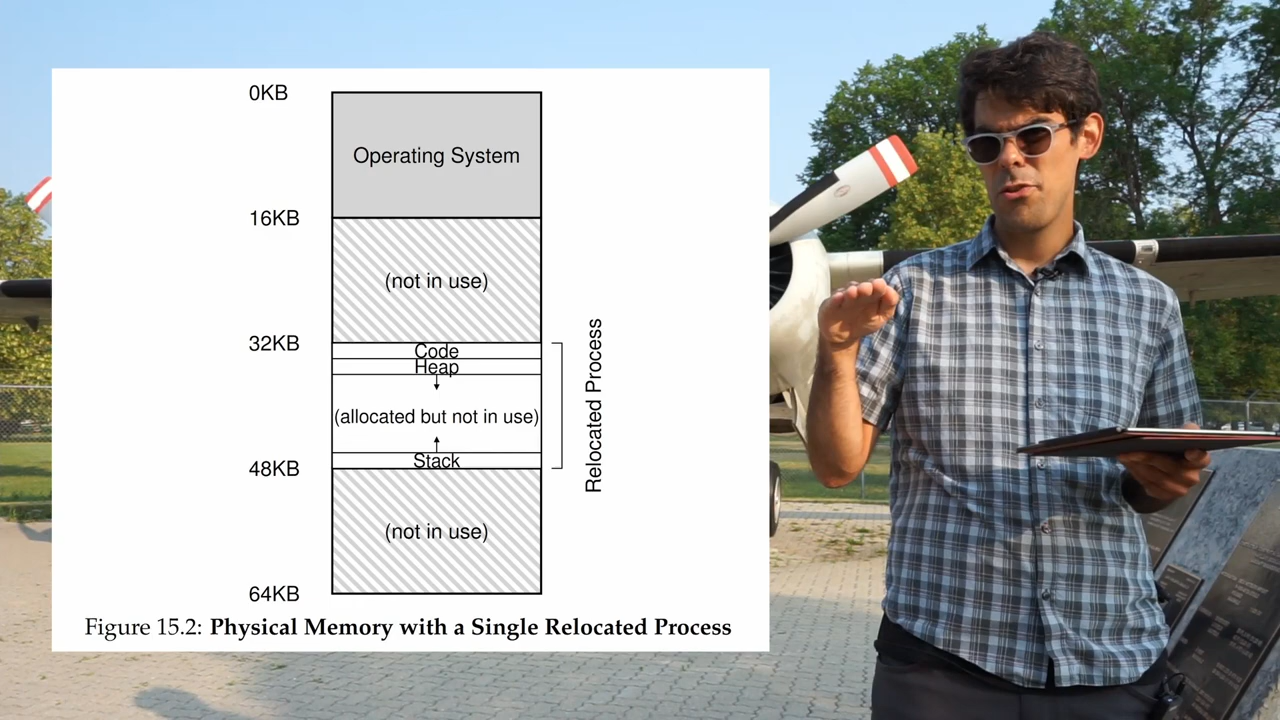 0KB
Operating System
16KB
(not in use)
32KB
Code
Heap
(allocated but not in use)
Stack
48KB
(not in use)
64KB
Relocated Process
Figure 15.2: Physical Memory with a Single Relocated Process